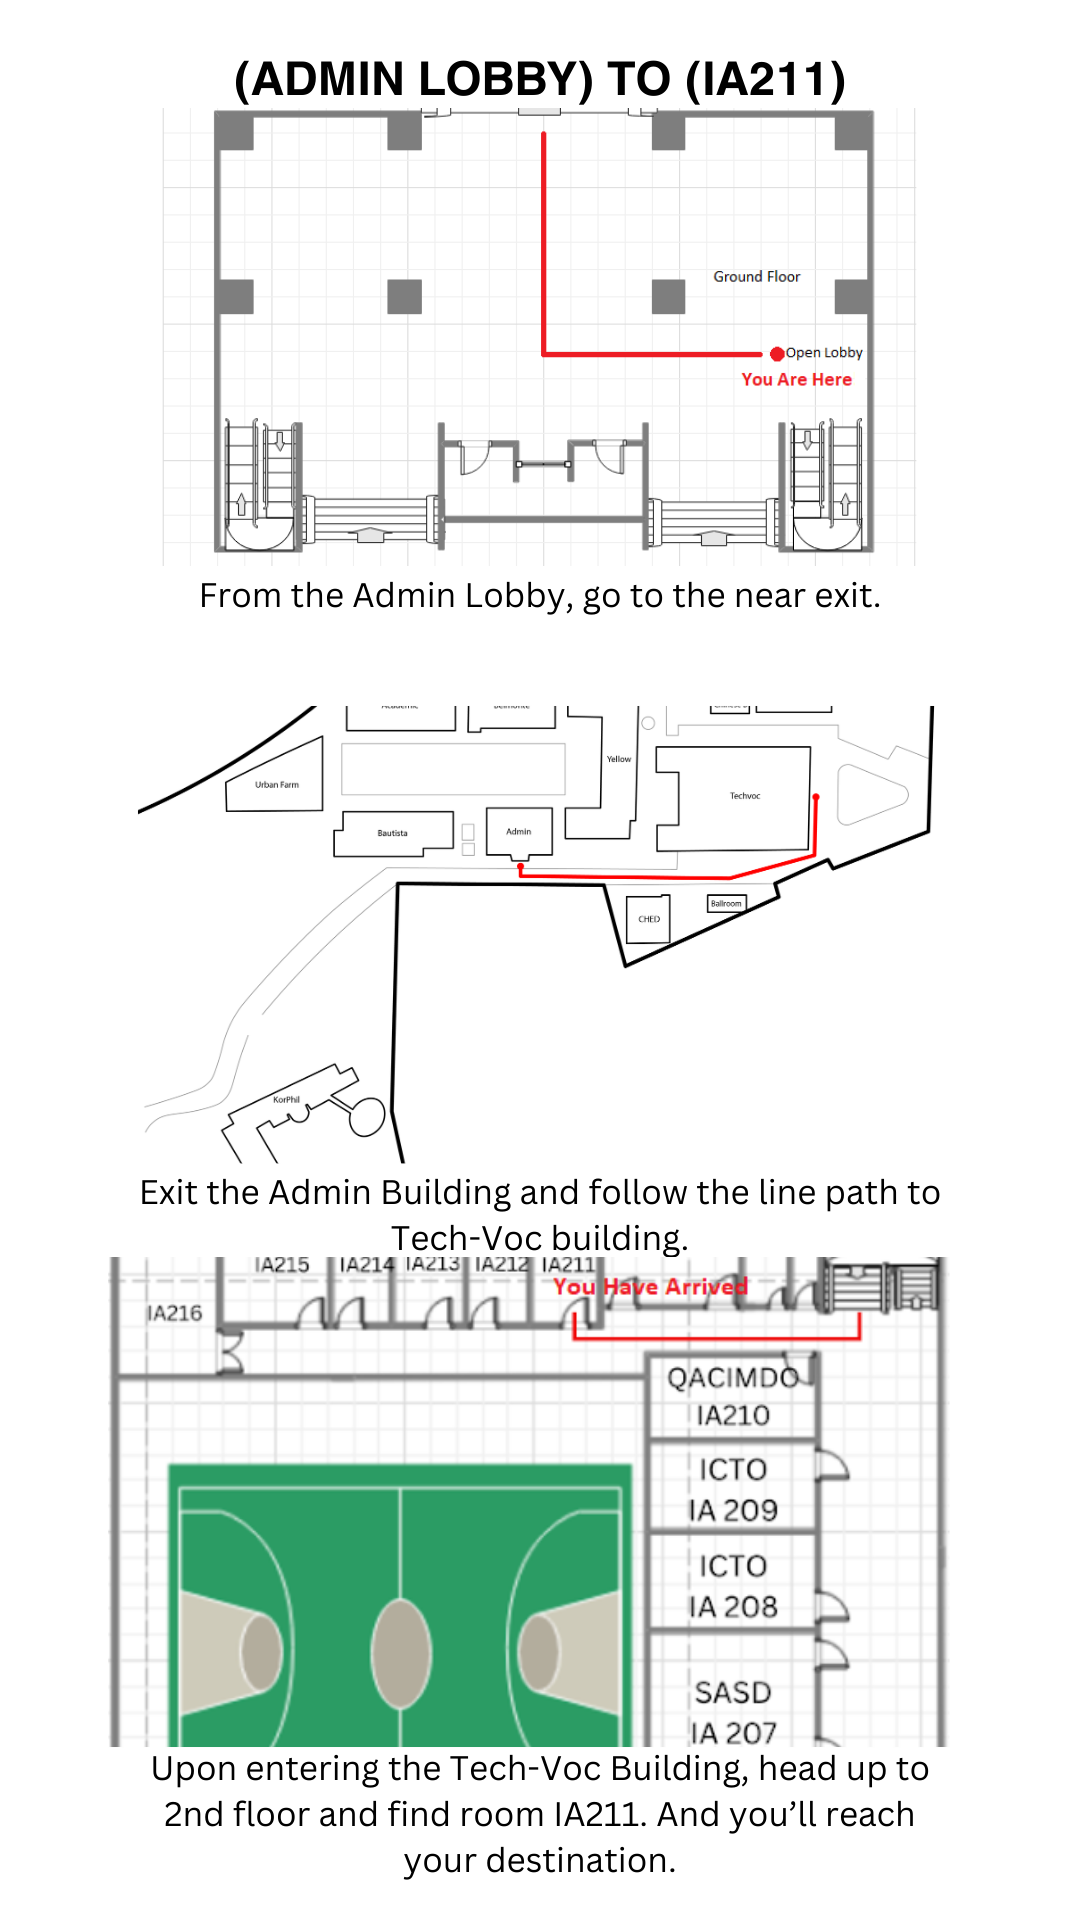 (ADMIN LOBBY) TO (IA211)
Ground Floor
Open Lobby
You Are Here
From the Admin Lobby, go to the near exit.
Academic
Belmonte
Yellow
Urban Farm
Techvoc
Bautista
Admin
Ballroom
CHED
KorPhil
Exit the Admin Building and follow the line path to
Tech-Voc building.
IA215
IA214
IA213
IA212
IA211
You Have Arrived
IA216
QACIMDO
IA210
ICTO
IA 209
ICTO
IA 208
SASD
IA 207
Upon entering the Tech-Voc Building, head up to
2nd floor and find room IA211. And you’ll reach
your destination.